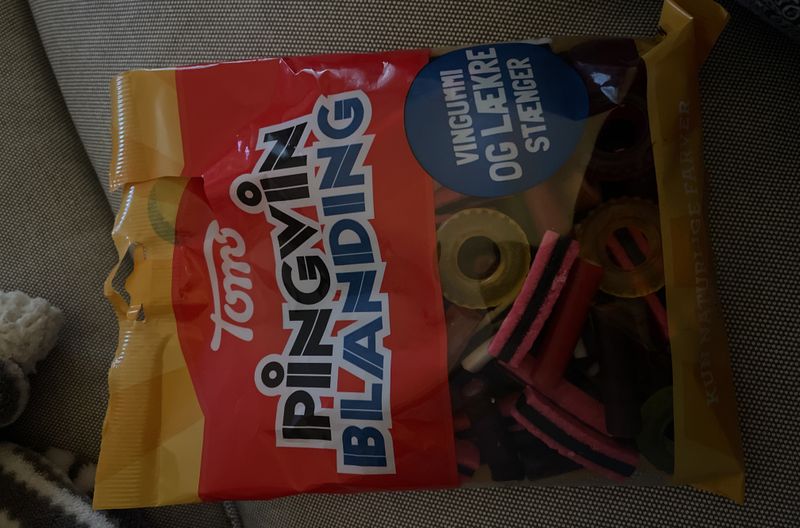 Toms
PINGVIN
BLANDING
VINGUMMI
OG LÆKRE
STÆNGER
KUN NATURLIGE FARVER